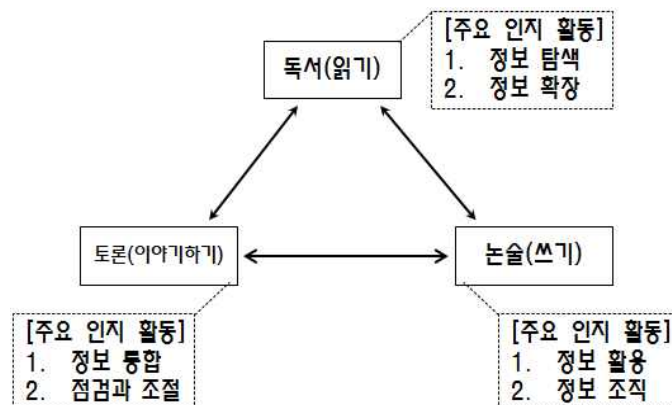 [주요 인지 활동]
1. 정보 탐색
2. 정보 확장
독서(읽기)
토론(이야기하기)
논술(쓰기)
[주요 인지 활동]
1. 정보 통합
2. 점검과 조절
[주요 인지 활동]
1. 정보 활용
2. 정보 조직